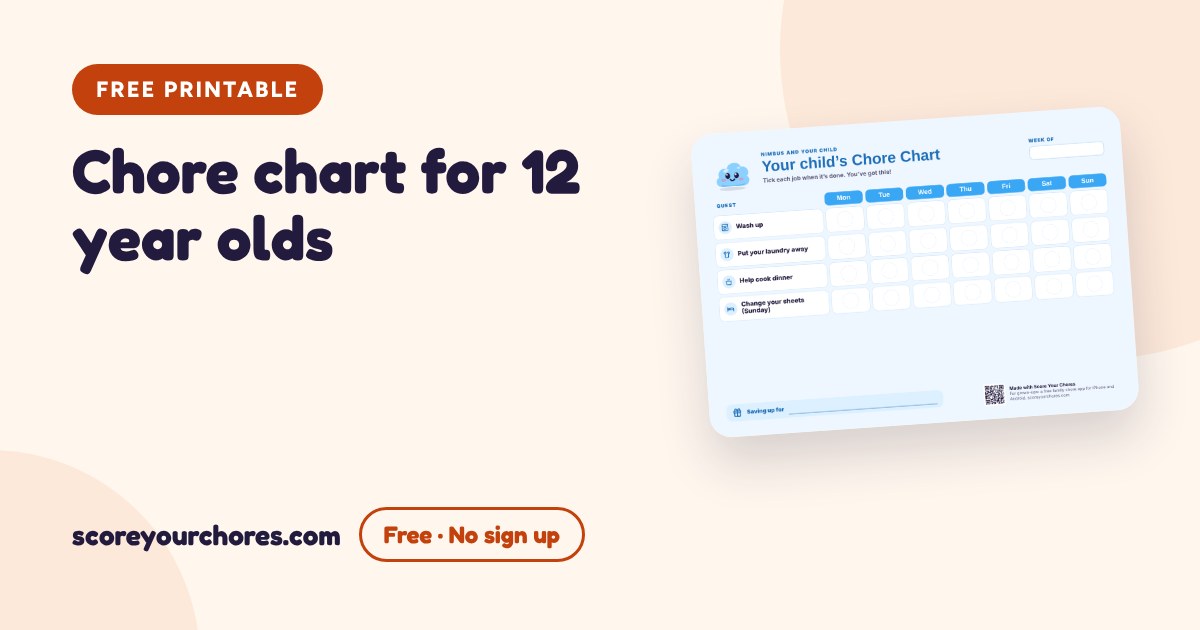 FREE PRINTABLE
Chore chart for 12
year olds
scoreyourchores.com
Free · No sign up
NIMBUS AND YOUR CHILD
Your child's Chore Chart
Tick each job when it's done. You've got this!
WEEK OF
QUEST
Mon
Tue
Wed
Thu
Fri
Sat
Sun
Wash up
Put your laundry away
Help cook dinner
Change your sheets
(Sunday)
Saving up for
Made with Score Your Chores